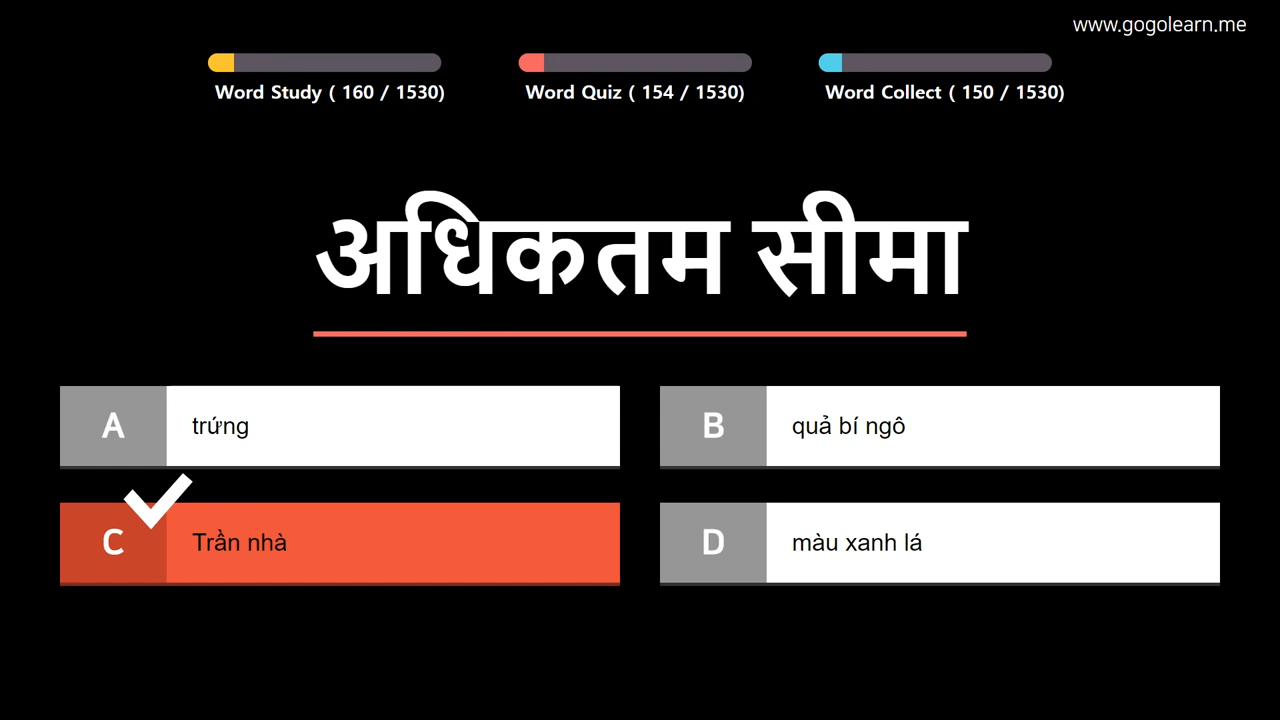 www.gogolearn.me
Word Study ( 160 / 1530)
Word Quiz ( 154 / 1530)
Word Collect ( 150 / 1530)
अधिकतम सीमा
A trứng
B quả bí ngô
C Trần nhà
D màu xanh lá